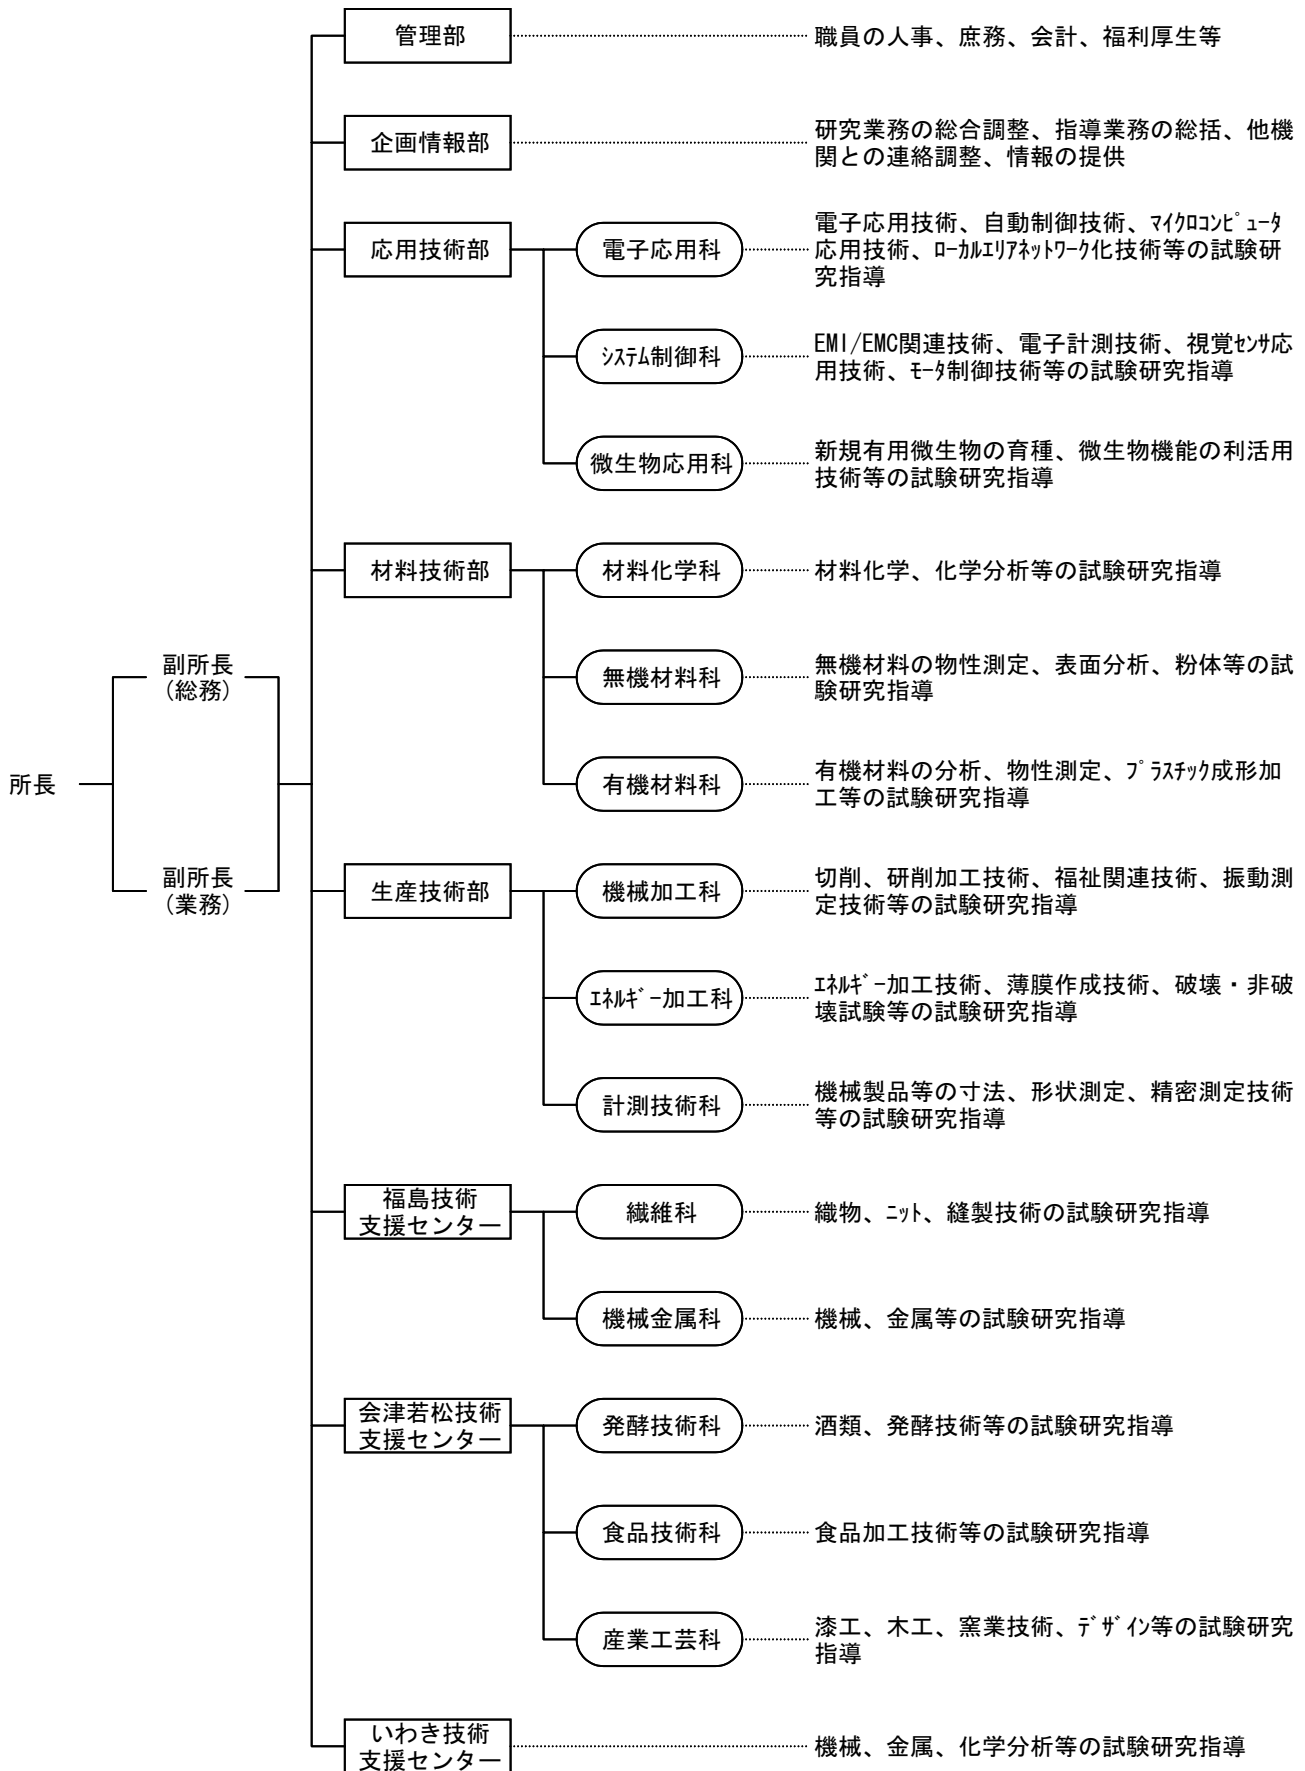 管理部
職員の人事、庶務、会計、福利厚生等
企画情報部
研究業務の総合調整、指導業務の総括、他機
関との連絡調整、情報の提供
応用技術部
電子応用科
電子応用技術、自動制御技術、ﾏｲｸﾛｺﾝﾋﾟｭｰﾀ
応用技術、ﾛｰｶﾙｴﾘｱﾈｯﾄﾜｰｸ化技術等の試験研
究指導
ｼｽﾃﾑ制御科
EMI/EMC関連技術、電子計測技術、視覚ｾﾝｻ応
用技術、ﾓｰﾀ制御技術等の試験研究指導
微生物応用科
新規有用微生物の育種、微生物機能の利活用
技術等の試験研究指導
材料技術部
材料化学科
材料化学、化学分析等の試験研究指導
無機材料科
無機材料の物性測定、表面分析、粉体等の試
験研究指導
有機材料科
有機材料の分析、物性測定、ﾌﾟﾗｽﾁｯｸ成形加
工等の試験研究指導
所長
副所長
(総務)
副所長
(業務)
生産技術部
機械加工科
切削、研削加工技術、福祉関連技術、振動測
定技術等の試験研究指導
ｴﾈﾙｷﾞｰ加工科
ｴﾈﾙｷﾞｰ加工技術、薄膜作成技術、破壊・非破
壊試験等の試験研究指導
計測技術科
機械製品等の寸法、形状測定、精密測定技術
等の試験研究指導
福島技術
支援センター
繊維科
織物、ﾆｯﾄ、縫製技術の試験研究指導
機械金属科
機械、金属等の試験研究指導
会津若松技術
支援センター
発酵技術科
酒類、発酵技術等の試験研究指導
食品技術科
食品加工技術等の試験研究指導
産業工芸科
漆工、木工、窯業技術、ﾃﾞｻﾞｲﾝ等の試験研究
指導
いわき技術
支援センター
機械、金属、化学分析等の試験研究指導